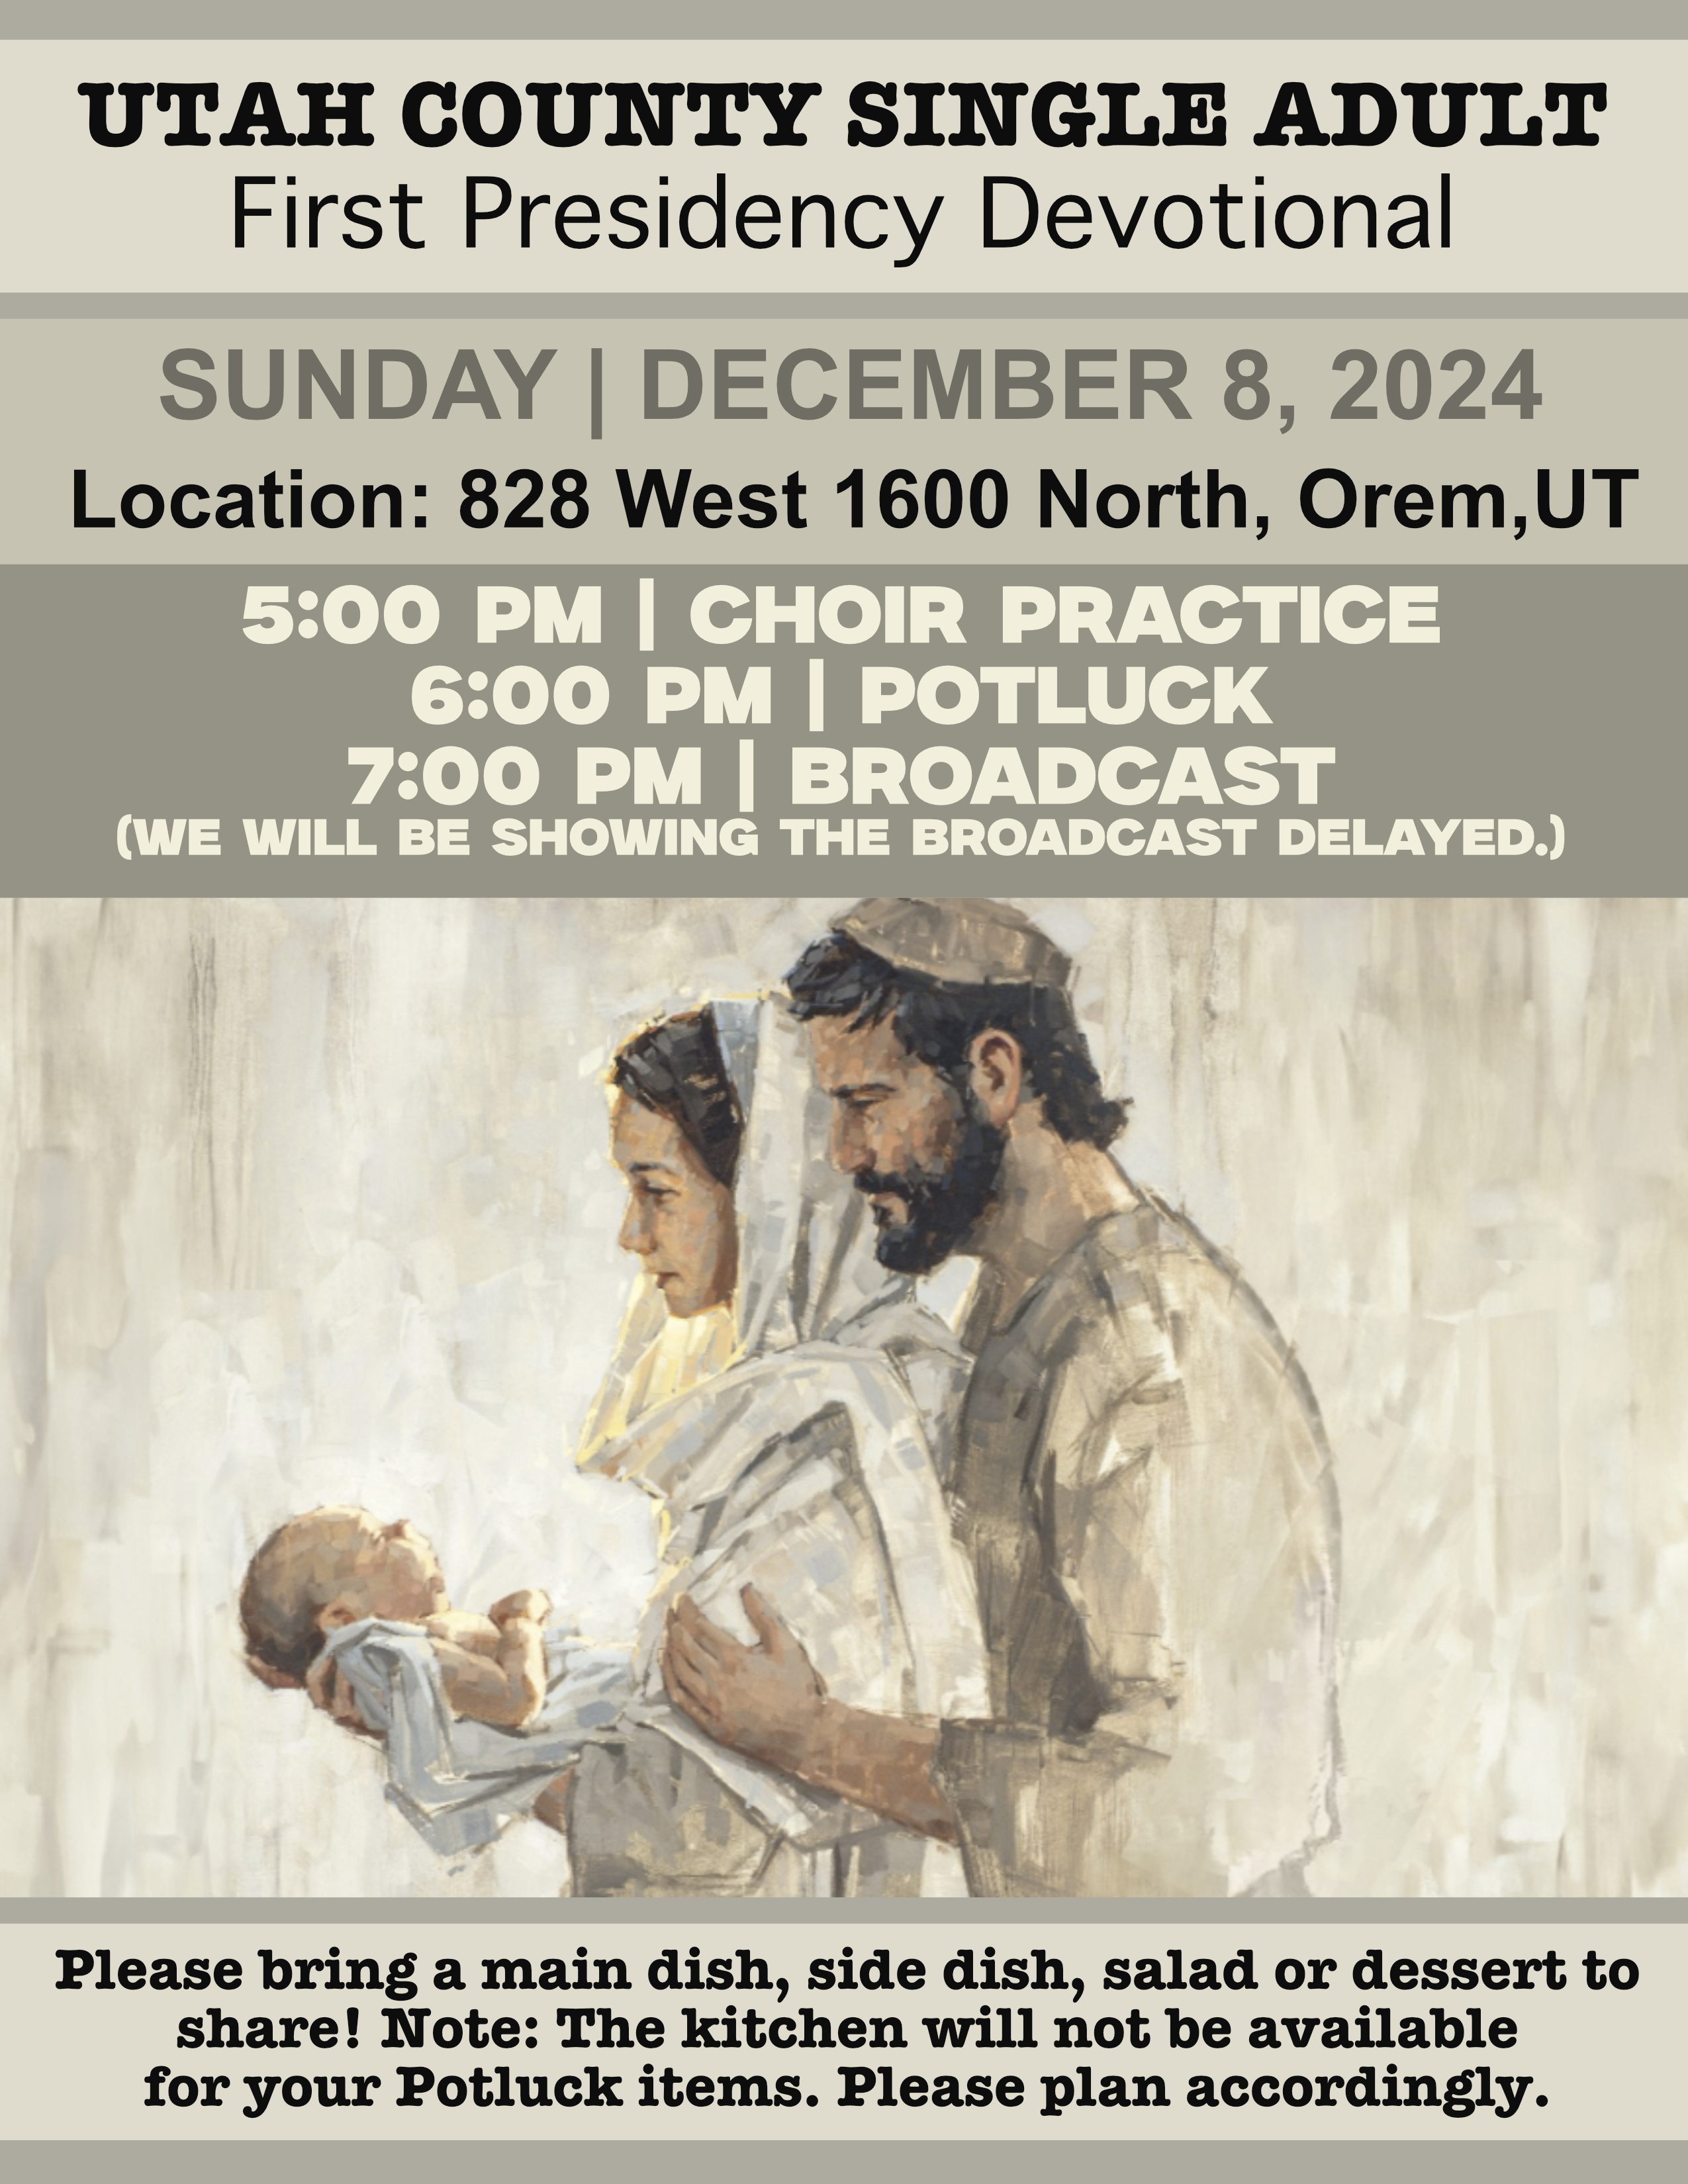 UTAH COUNTY SINGLE ADULT
First Presidency Devotional
SUNDAY | DECEMBER 8, 2024
Location: 828 West 1600 North, Orem,UT
5:00 PM | CHOIR PRACTICE
6:00 PM | POTLUCK
7:00 PM | BROADCAST
(WE WILL BE SHOWING THE BROADCAST DELAYED.)
Please bring a main dish, side dish, salad or dessert to
share! Note: The kitchen will not be available
for your Potluck items. Please plan accordingly.